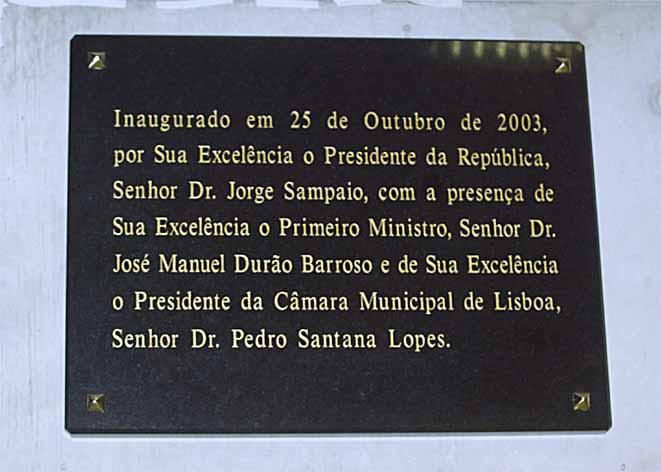 Inaugurado em 25 de Outubro de 2003,
por Sua Excelência o Presidente da República,
Senhor Dr. Jorge Sampaio, com a presença de
Sua Excelência o Primeiro Ministro, Senhor Dr.
José Manuel Durão Barroso e de Sua Excelência
o Presidente da Câmara Municipal de Lisboa,
Senhor Dr. Pedro Santana Lopes.